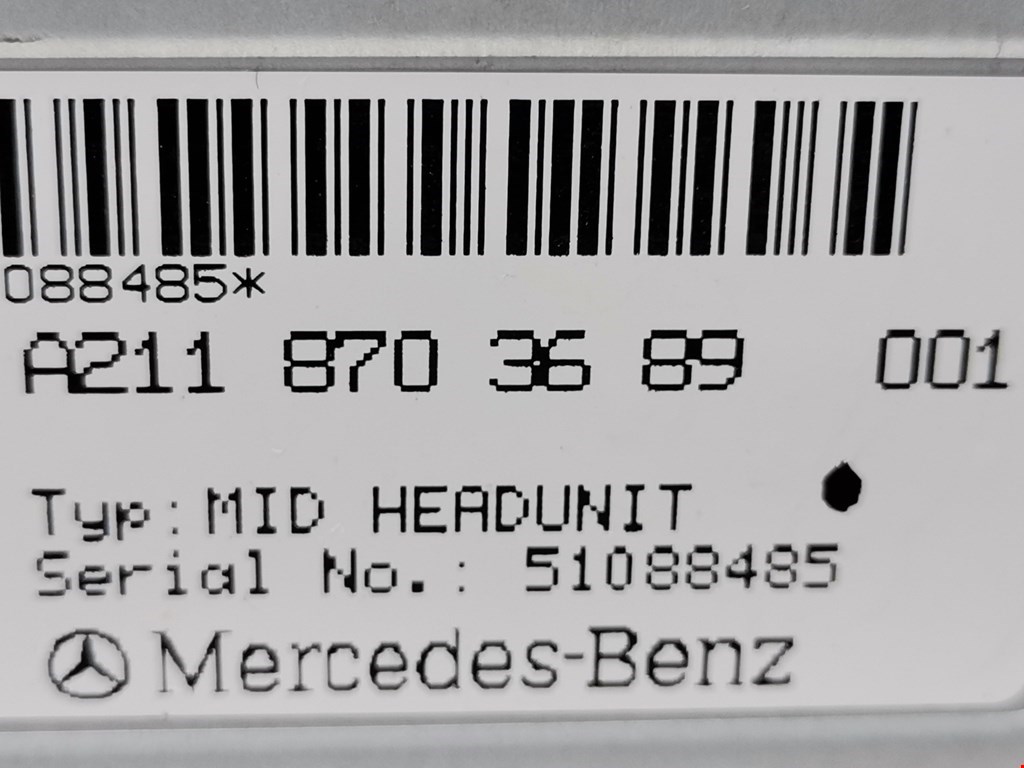 088485*
A211 870 36 89 001
Typ: MID HEADUNIT
Serial No.: 51088485
Mercedes-Benz